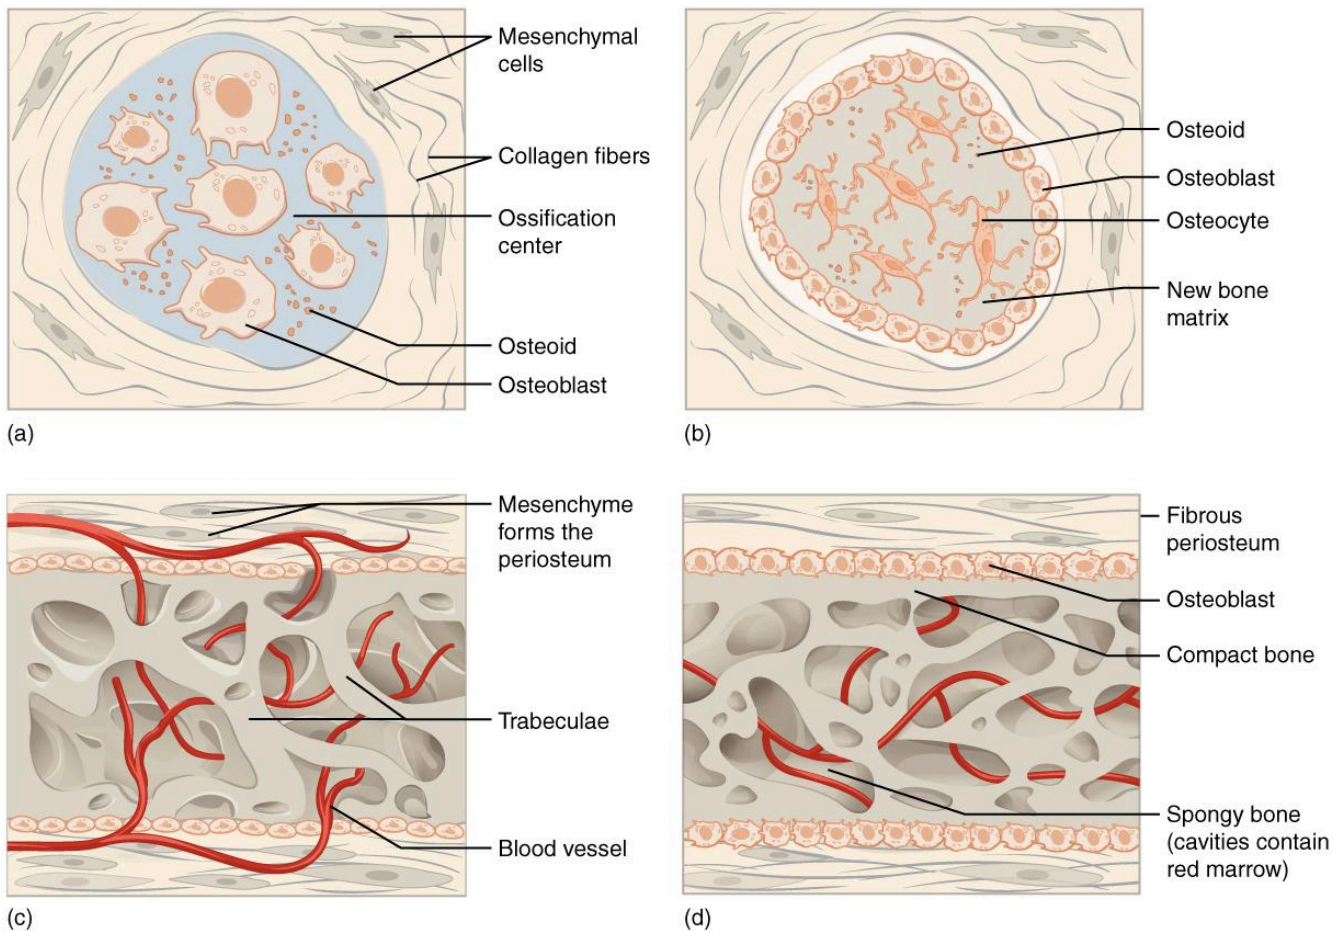 Mesenchymal
cells
Collagen fibers
Ossification
center
Osteoid
Osteoblast
(a)
Osteoid
Osteoblast
Osteocyte
New bone
matrix
(b)
Mesenchyme
forms the
periosteum
Trabeculae
Blood vessel
(c)
Fibrous
periosteum
Osteoblast
Compact bone
Spongy bone
(cavities contain
red marrow)
(d)